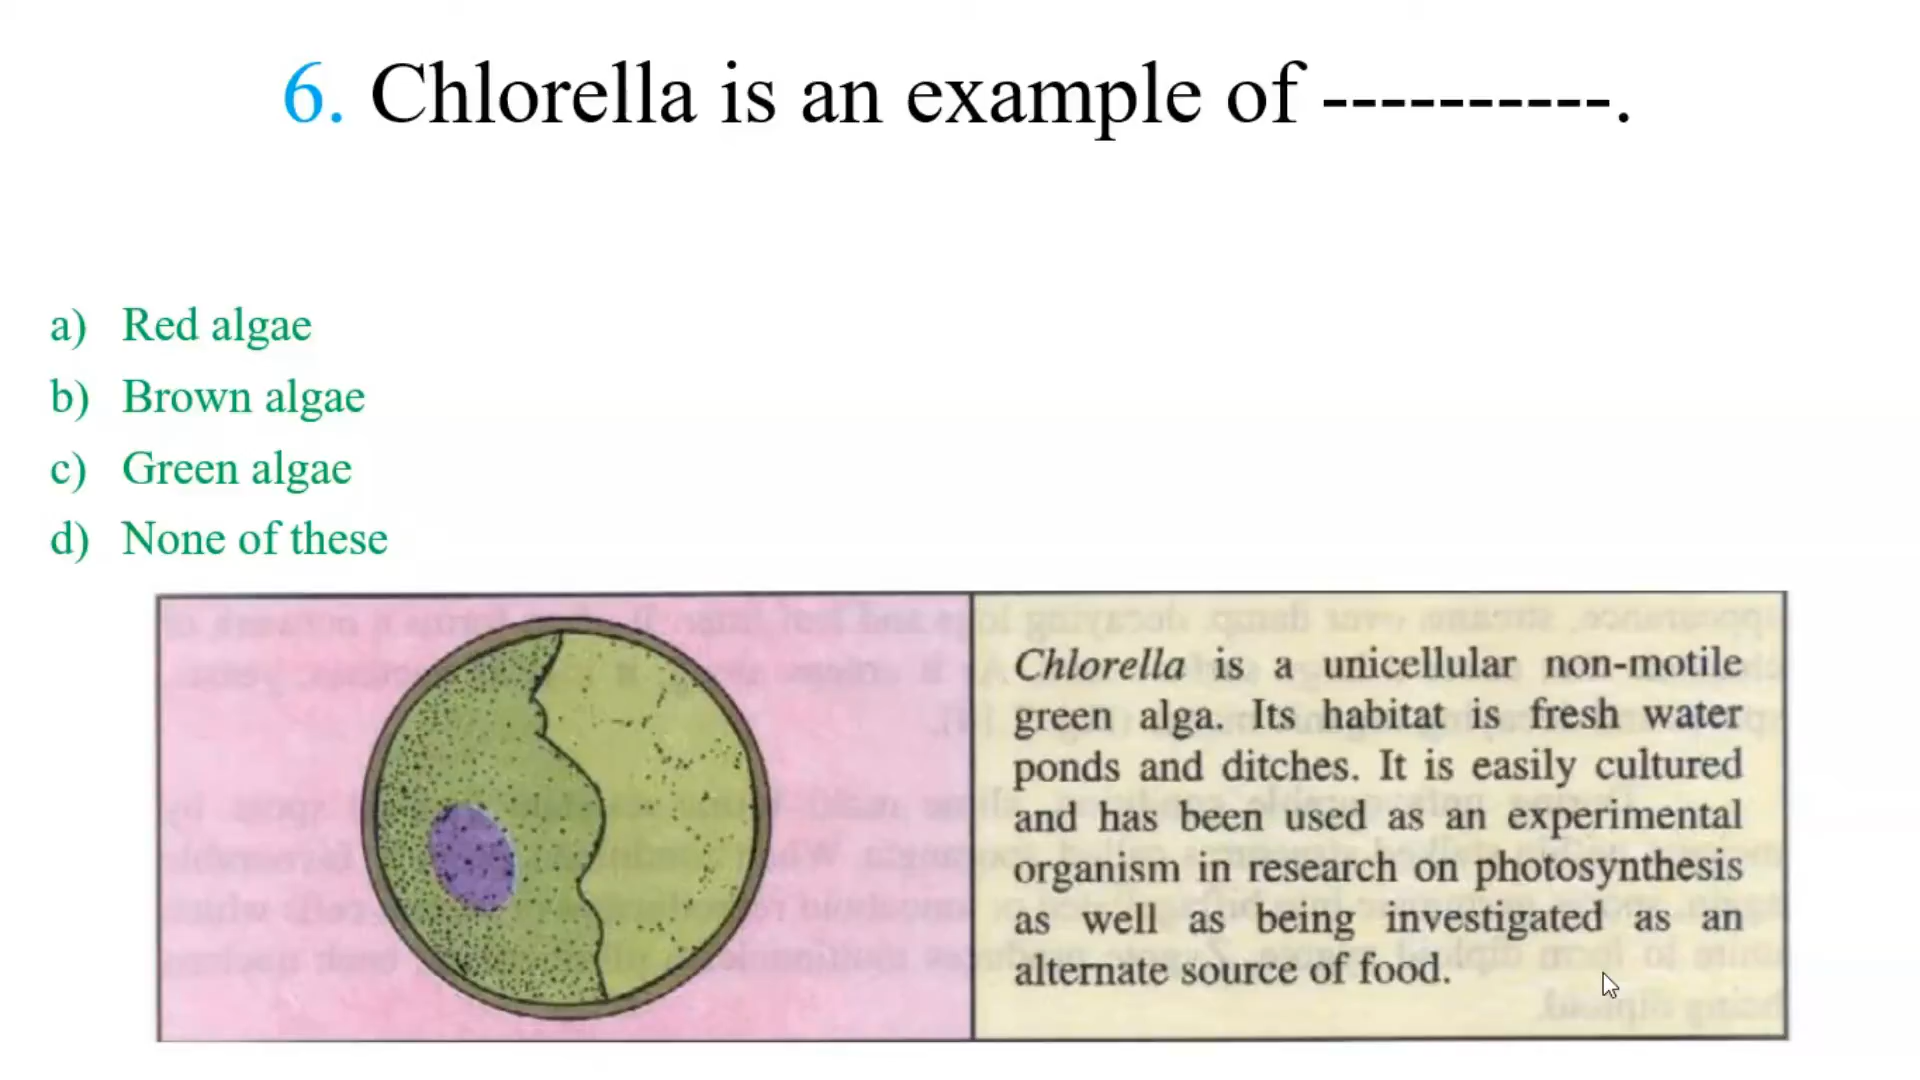 6. Chlorella is an example of ----------.
a) Red algae
b) Brown algae
c) Green algae
d) None of these
Chlorella is a unicellular non-motile
green alga. Its habitat is fresh water
ponds and ditches. It is easily cultured
and has been used as an experimental
organism in research on photosynthesis
as well as being investigated as an
alternate source of food.